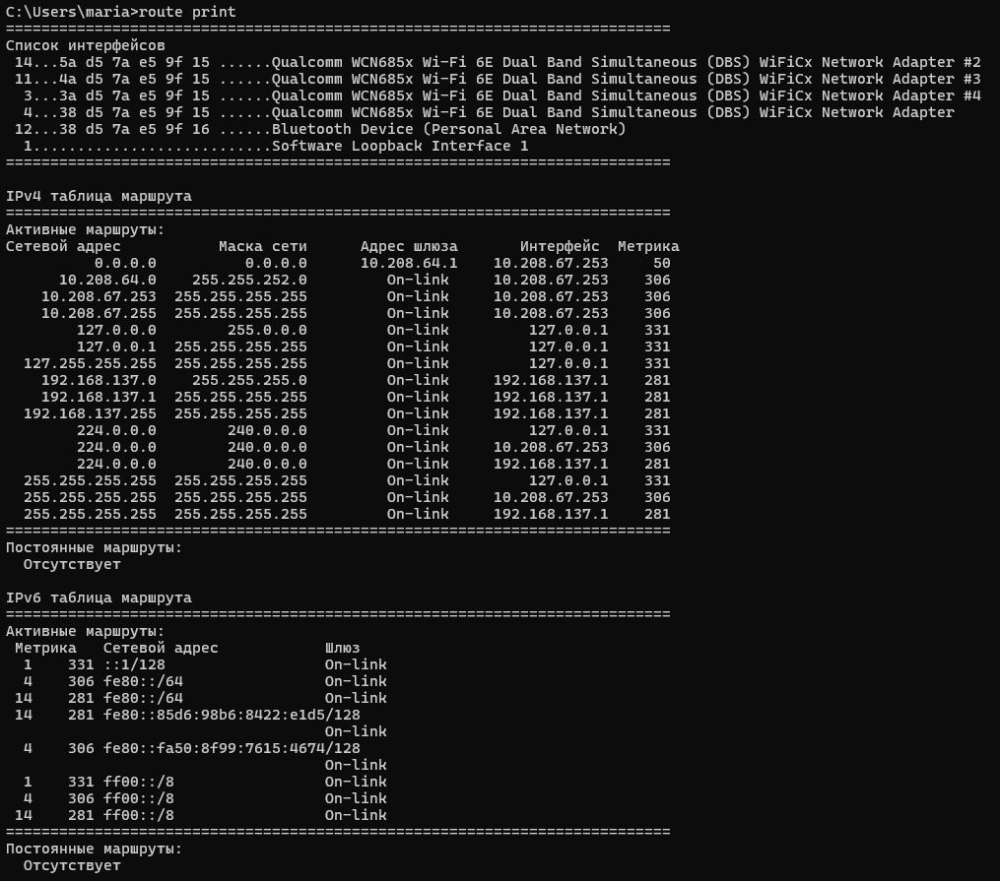 C:\Users\maria>route print
===========================================================================
Список интерфейсов
 14...5a d5 7a e5 9f 15 ......Qualcomm WCN685x Wi-Fi 6E Dual Band Simultaneous (DBS) WiFiCx Network Adapter #2
 11...4a d5 7a e5 9f 15 ......Qualcomm WCN685x Wi-Fi 6E Dual Band Simultaneous (DBS) WiFiCx Network Adapter #3
  3...3a d5 7a e5 9f 15 ......Qualcomm WCN685x Wi-Fi 6E Dual Band Simultaneous (DBS) WiFiCx Network Adapter #4
  4...38 d5 7a e5 9f 15 ......Qualcomm WCN685x Wi-Fi 6E Dual Band Simultaneous (DBS) WiFiCx Network Adapter
 12...38 d5 7a e5 9f 16 ......Bluetooth Device (Personal Area Network)
  1...........................Software Loopback Interface 1
===========================================================================

IPv4 таблица маршрута
===========================================================================
Активные маршруты:
Сетевой адрес           Маска сети      Адрес шлюза       Интерфейс  Метрика
          0.0.0.0          0.0.0.0      10.208.64.1    10.208.67.253     50
      10.208.64.0    255.255.252.0         On-link     10.208.67.253    306
    10.208.67.253  255.255.255.255         On-link     10.208.67.253    306
    10.208.67.255  255.255.255.255         On-link     10.208.67.253    306
        127.0.0.0        255.0.0.0         On-link         127.0.0.1    331
        127.0.0.1  255.255.255.255         On-link         127.0.0.1    331
  127.255.255.255  255.255.255.255         On-link         127.0.0.1    331
    192.168.137.0    255.255.255.0         On-link     192.168.137.1    281
    192.168.137.1  255.255.255.255         On-link     192.168.137.1    281
  192.168.137.255  255.255.255.255         On-link     192.168.137.1    281
        224.0.0.0        240.0.0.0         On-link         127.0.0.1    331
        224.0.0.0        240.0.0.0         On-link     10.208.67.253    306
        224.0.0.0        240.0.0.0         On-link     192.168.137.1    281
  255.255.255.255  255.255.255.255         On-link         127.0.0.1    331
  255.255.255.255  255.255.255.255         On-link     10.208.67.253    306
  255.255.255.255  255.255.255.255         On-link     192.168.137.1    281
===========================================================================
Постоянные маршруты:
  Отсутствует

IPv6 таблица маршрута
===========================================================================
Активные маршруты:
 Метрика   Сетевой адрес            Шлюз
  1    331 ::1/128                  On-link
  4    306 fe80::/64                On-link
 14    281 fe80::/64                On-link
 14    281 fe80::85d6:98b6:8422:e1d5/128
                                    On-link
  4    306 fe80::fa50:8f99:7615:4674/128
                                    On-link
  1    331 ff00::/8                 On-link
  4    306 ff00::/8                 On-link
 14    281 ff00::/8                 On-link
===========================================================================
Постоянные маршруты:
  Отсутствует